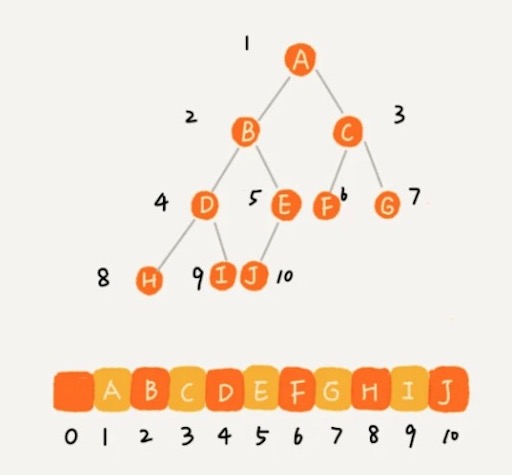 1 A
2 B C 3
4 D 5 E F 6 G 7
8 H 9 I J 10
A B C D E F G H I J
0 1 2 3 4 5 6 7 8 9 10